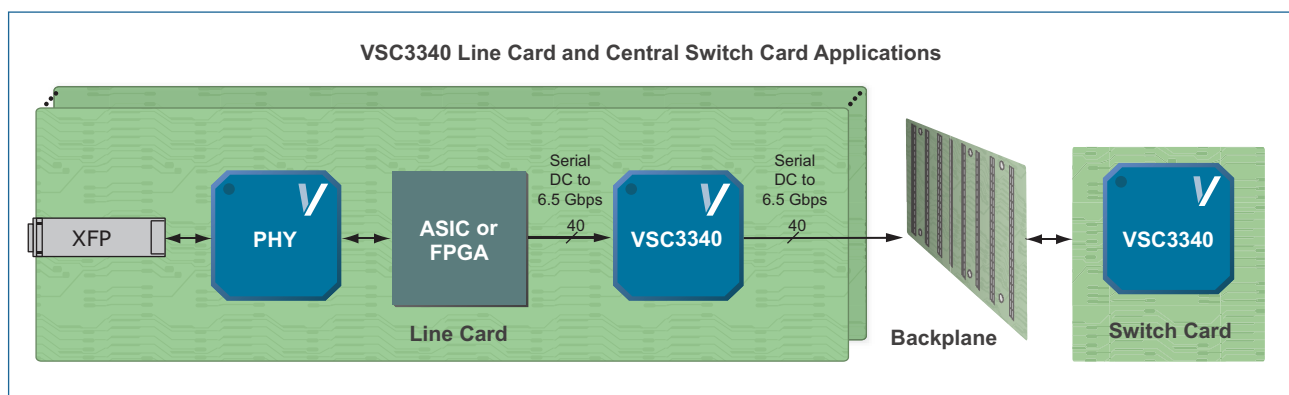 VSC3340 Line Card and Central Switch Card Applications
XFP
PHY
ASIC or
FPGA
Serial
DC to
6.5 Gbps
40
VSC3340
Serial
DC to
6.5 Gbps
40
Line Card
Backplane
VSC3340
Switch Card